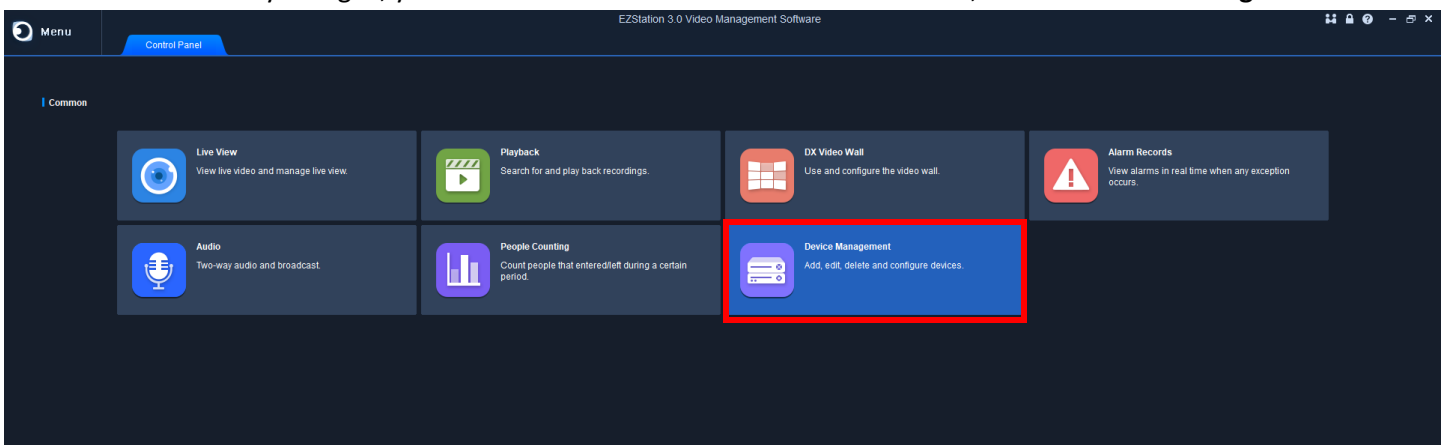 EZStation 3.0 Video Management Software
Menu
Control Panel
Common
Live View
View live video and manage live view.
Playback
Search for and play back recordings.
DX Video Wall
Use and configure the video wall.
Alarm Records
View alarms in real time when any exception
occurs.
Audio
Two-way audio and broadcast.
People Counting
Count people that entered/left during a certain
period.
Device Management
Add, edit, delete and configure devices.